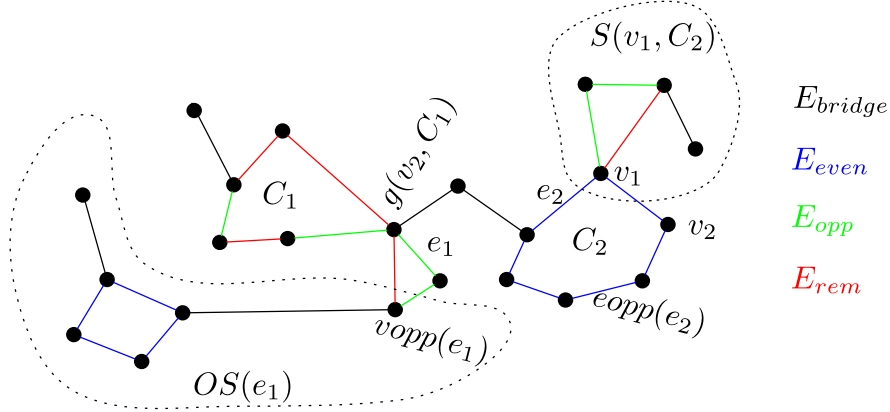 S(v₁, C₂)
E_bridge
g(v₂, C₁)
E_even
v₁
C₁
e₂
E_opp
v₂
e₁
C₂
E_rem
eopp(e₂)
vopp(e₁)
OS(e₁)